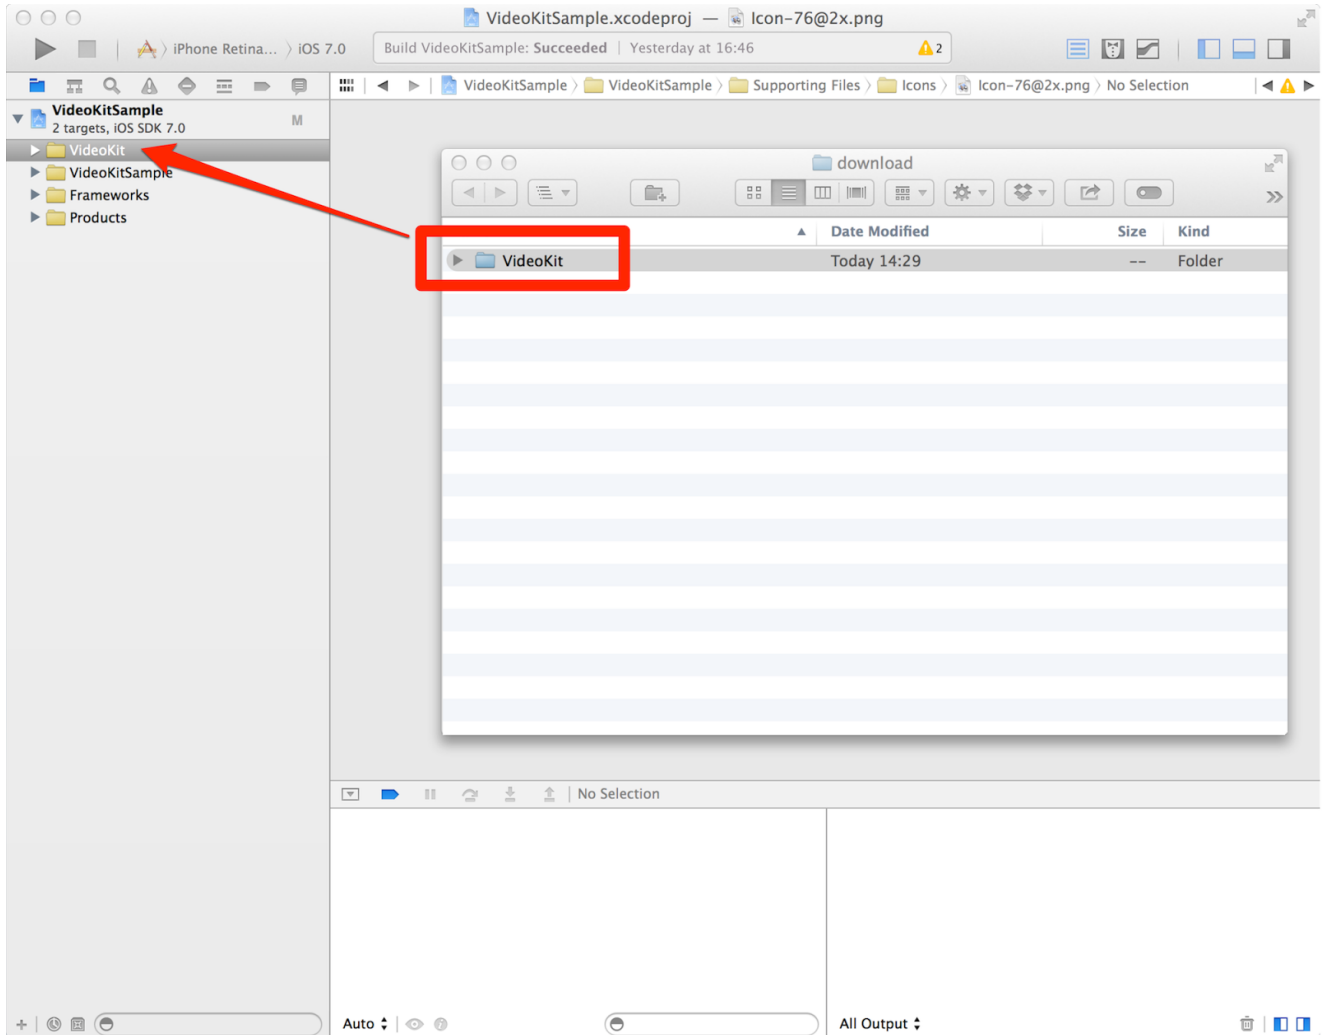 VideoKitSample.xcodeproj — Icon-76@2x.png
iPhone Retina... 〉 iOS 7.0
Build VideoKitSample: Succeeded | Yesterday at 16:46
2
VideoKitSample 〉 VideoKitSample 〉 Supporting Files 〉 Icons 〉 Icon-76@2x.png 〉 No Selection
VideoKitSample
2 targets, iOS SDK 7.0
M
VideoKit
VideoKitSample
Frameworks
Products
download
Date Modified
Size
Kind
VideoKit
Today 14:29
--
Folder
No Selection
Auto
All Output